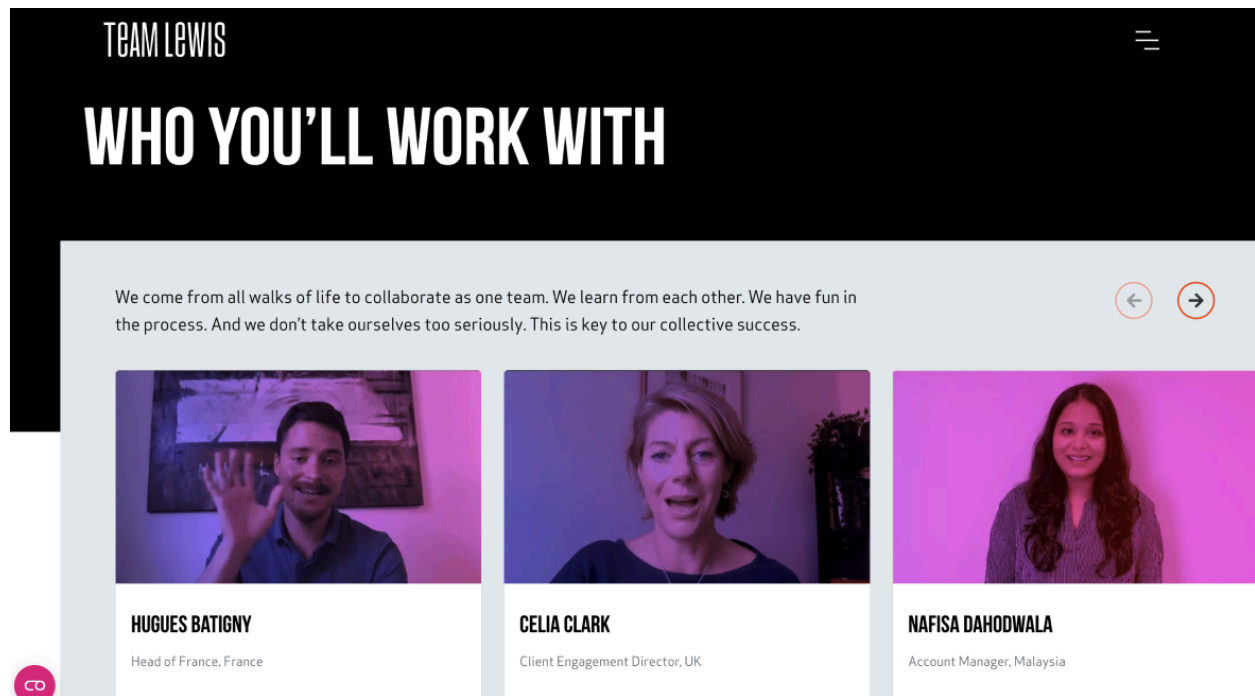 TEAM LEWIS
WHO YOU’LL WORK WITH
We come from all walks of life to collaborate as one team. We learn from each other. We have fun in
the process. And we don’t take ourselves too seriously. This is key to our collective success.
HUGUES BATIGNY
Head of France, France
CELIA CLARK
Client Engagement Director, UK
NAFISA DAHODWALA
Account Manager, Malaysia